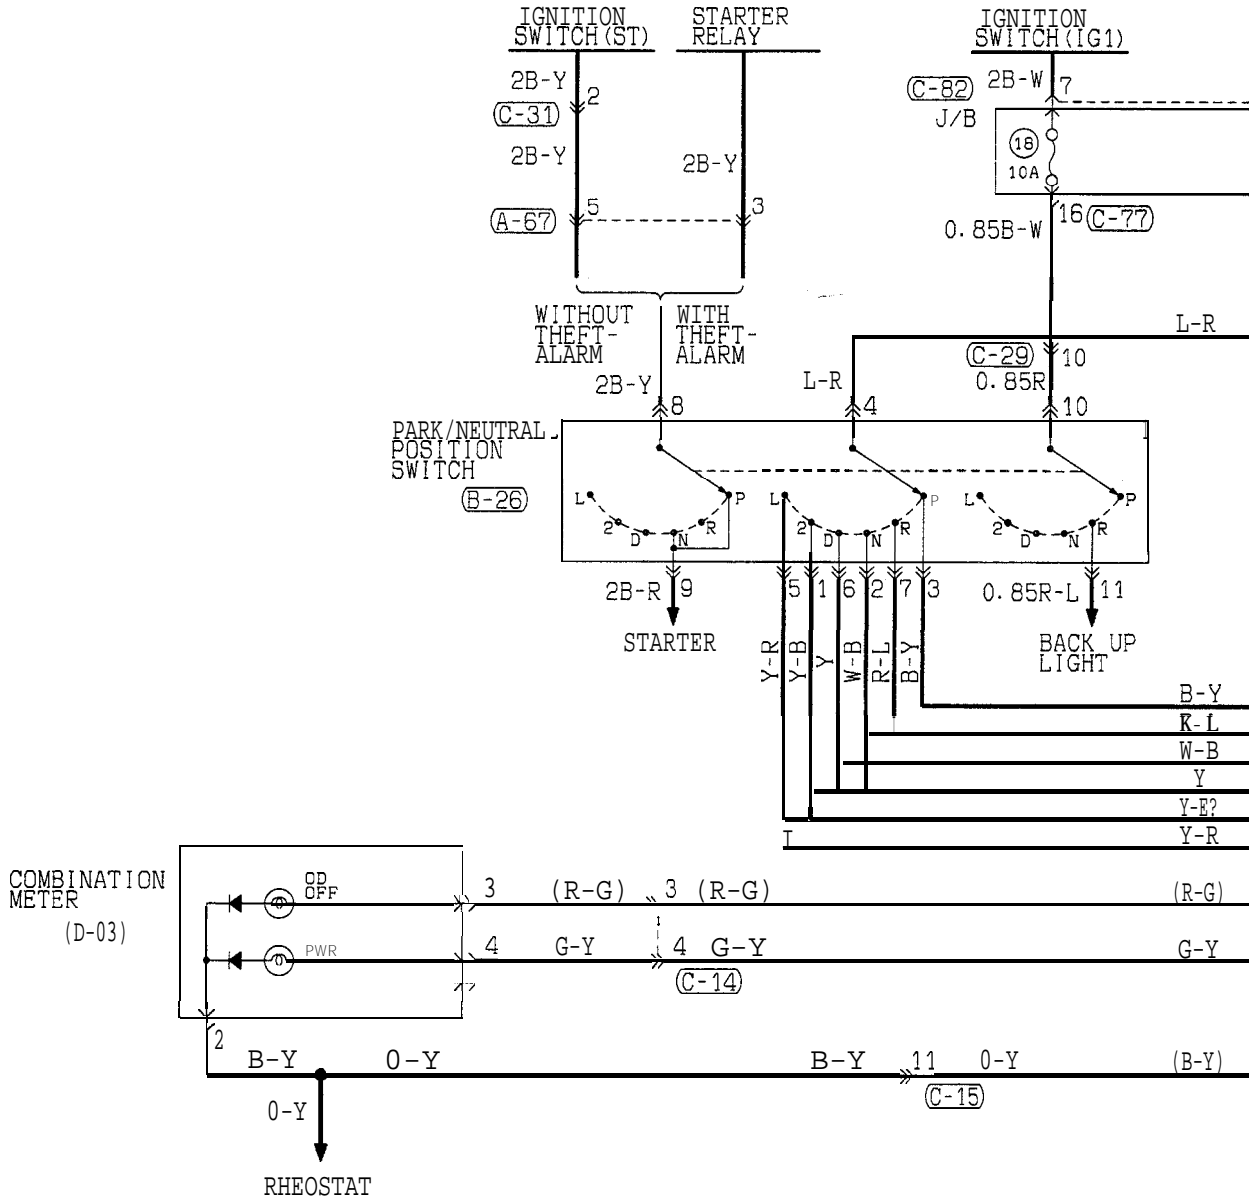 IGNITION
SWITCH(ST)
STARTER
RELAY
IGNITION
SWITCH(IG1)
2B-Y
2
C-31
2B-Y
2B-Y
5
3
A-67
C-82
2B-W
7
J/B
18
10A
16
C-77
0.85B-W
WITHOUT
THEFT-
ALARM
WITH
THEFT-
ALARM
L-R
C-29
10
0.85R
2B-Y
8
L-R
4
10
PARK/NEUTRAL
POSITION
SWITCH
B-26
L
2
D
N
R
P
L
2
D
N
R
P
L
2
D
N
R
P
2B-R
9
5
1
6
2
7
3
0.85R-L
11
STARTER
BACK UP
LIGHT
Y-R
Y-B
Y
W-B
R-L
B-Y
B-Y
K-L
W-B
Y
Y-E?
Y-R
COMBINATION
METER
(D-03)
OD
OFF
PWR
3
(R-G)
3
(R-G)
(R-G)
4
G-Y
4
G-Y
G-Y
C-14
2
B-Y
0-Y
B-Y
11
0-Y
(B-Y)
C-15
0-Y
RHEOSTAT